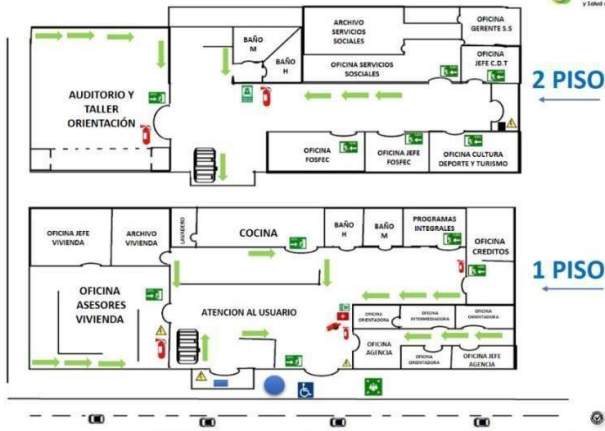 y Salud
ARCHIVO
SERVICIOS
SOCIALES
OFICINA
GERENTE S.S
BAÑO
M
BAÑO
H
OFICINA SERVICIOS
SOSCIALES
OFICINA
JEFE C.D.T
2 PISO
AUDITORIO Y
TALLER
ORIENTACIÓN
OFICINA
FOSFEC
OFICINA JEFE
FOSFEC
OFICINA CULTURA
DEPORTE Y TURISMO
OFICINA JEFE
VIVIENDA
ARCHIVO
VIVIENDA
LAVADERO
COCINA
BAÑO
H
BAÑO
M
PROGRAMAS
INTEGRALES
OFICINA
CREDITOS
1 PISO
OFICINA
ASESORES
VIVIENDA
ATENCION AL USUARIO
OFICINA
ORIENTADORA
OFICINA
INTERMEDIADORA
OFICINA
ORIENTADORA
OFICINA
AGENCIA
OFICINA
ORIENTADORA
OFICINA JEFE
AGENCIA